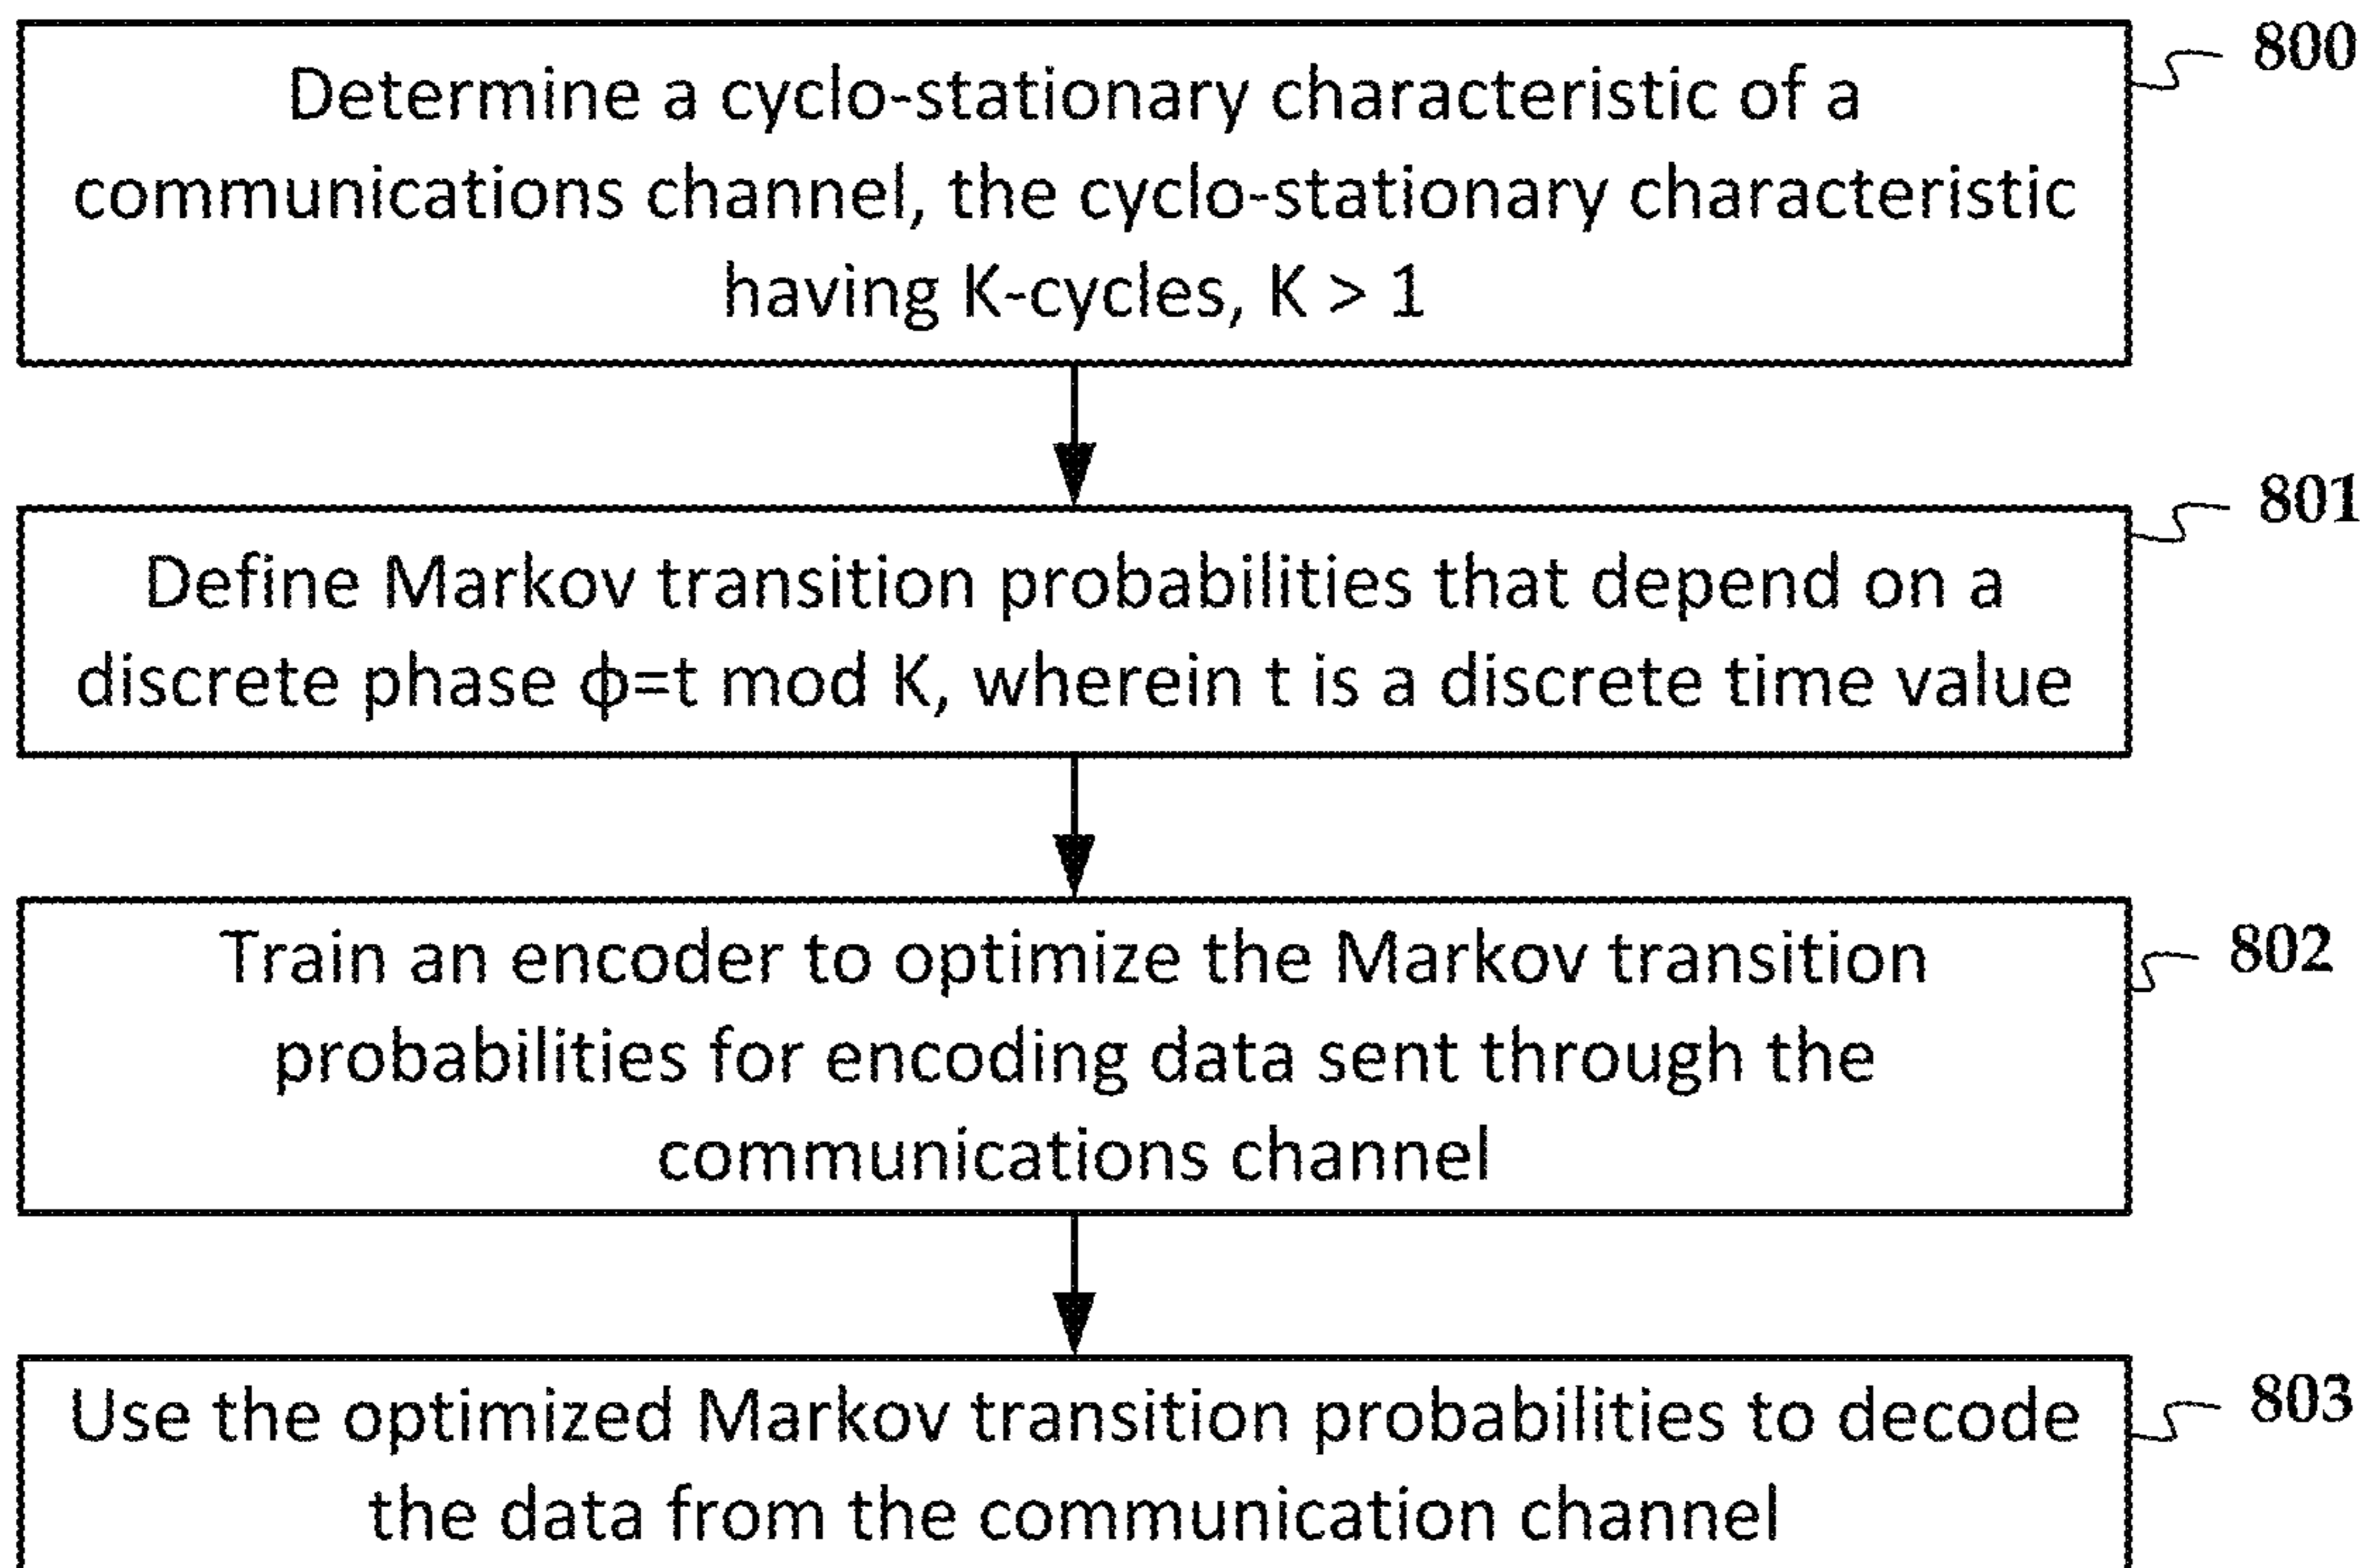 800
Determine a cyclo-stationary characteristic of a
communications channel, the cyclo-stationary characteristic
having K-cycles, K > 1
801
Define Markov transition probabilities that depend on a
discrete phase ϕ=t mod K, wherein t is a discrete time value
802
Train an encoder to optimize the Markov transition
probabilities for encoding data sent through the
communications channel
803
Use the optimized Markov transition probabilities to decode
the data from the communication channel